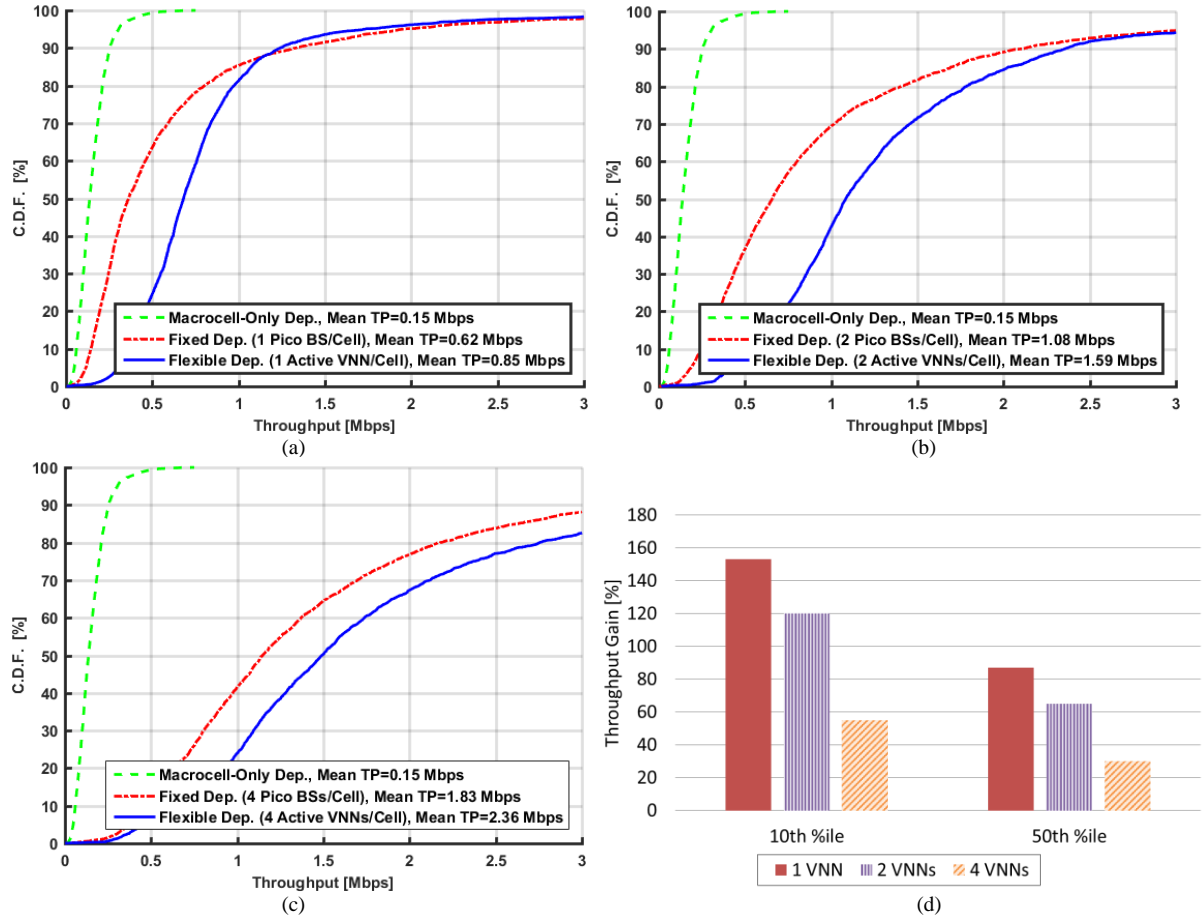 100
90
80
70
60
50
40
30
20
10
0
C.D.F. [%]
Macrocell-Only Dep., Mean TP=0.15 Mbps
Fixed Dep. (1 Pico BS/Cell), Mean TP=0.62 Mbps
Flexible Dep. (1 Active VNN/Cell), Mean TP=0.85 Mbps
0 0.5 1 1.5 2 2.5 3
Throughput [Mbps]
(a)
100
90
80
70
60
50
40
30
20
10
0
C.D.F. [%]
Macrocell-Only Dep., Mean TP=0.15 Mbps
Fixed Dep. (2 Pico BSs/Cell), Mean TP=1.08 Mbps
Flexible Dep. (2 Active VNNs/Cell), Mean TP=1.59 Mbps
0 0.5 1 1.5 2 2.5 3
Throughput [Mbps]
(b)
100
90
80
70
60
50
40
30
20
10
0
C.D.F. [%]
Macrocell-Only Dep., Mean TP=0.15 Mbps
Fixed Dep. (4 Pico BSs/Cell), Mean TP=1.83 Mbps
Flexible Dep. (4 Active VNNs/Cell), Mean TP=2.36 Mbps
0 0.5 1 1.5 2 2.5 3
Throughput [Mbps]
(c)
180
160
140
120
100
80
60
40
20
0
Throughput Gain [%]
10th %ile 50th %ile
1 VNN 2 VNNs 4 VNNs
(d)